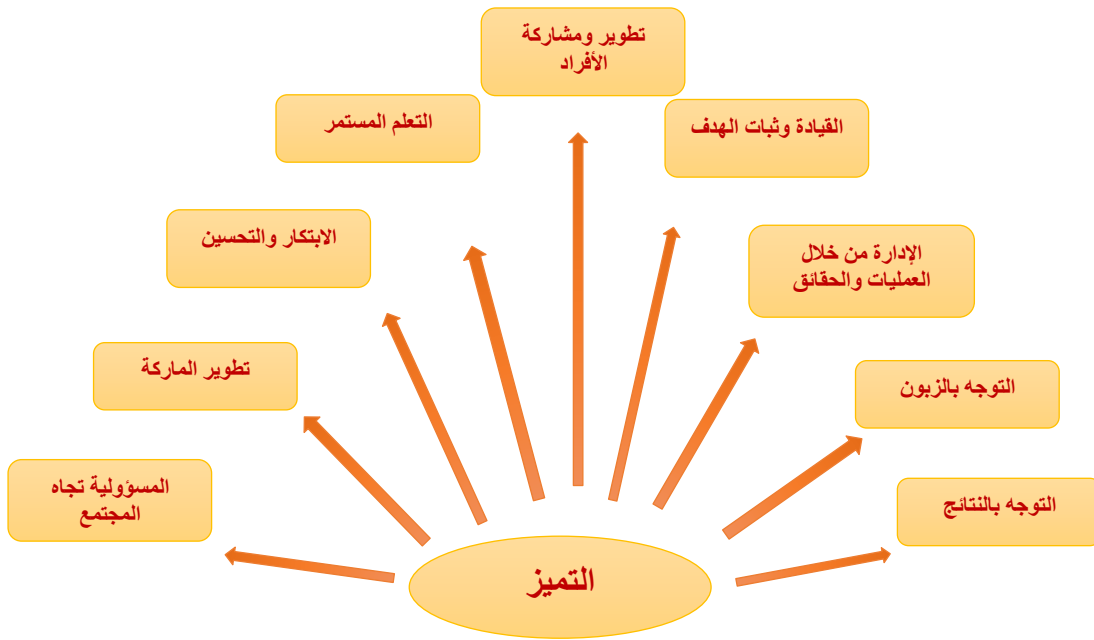 تطوير ومشاركة
الأفراد
القيادة وثبات الهدف
التعلم المستمر
الابتكار والتحسين
الإدارة من خلال
العمليات والحقائق
تطوير الماركة
التوجه بالزبون
المسؤولية تجاه
المجتمع
التوجه بالنتائج
التميز